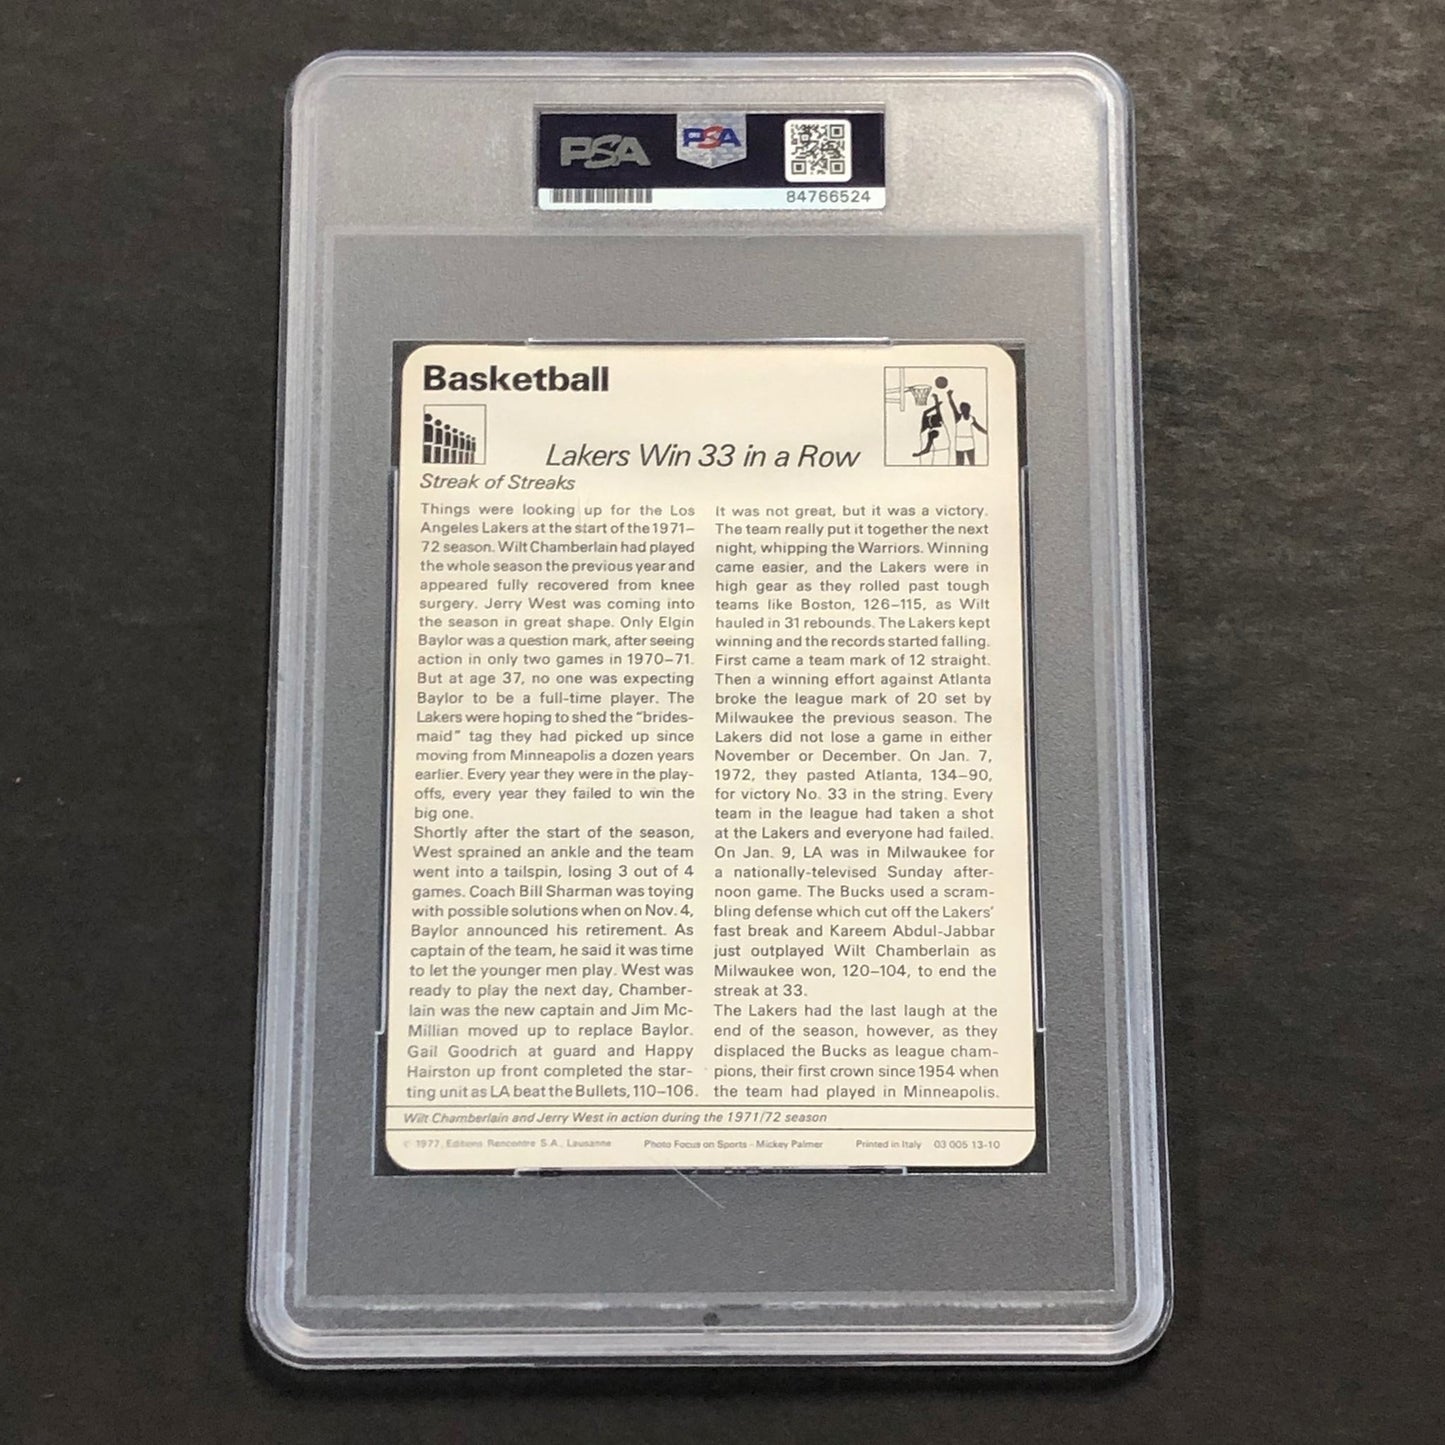 PSA
PSA
84766524
Basketball
Lakers Win 33 in a Row
Streak of Streaks
Things were looking up for the Los
Angeles Lakers at the start of the 1971–
72 season. Wilt Chamberlain had played
the whole season the previous year and
appeared fully recovered from knee
surgery. Jerry West was coming into
the season in great shape. Only Elgin
Baylor was a question mark, after seeing
action in only two games in 1970–71.
But at age 37, no one was expecting
Baylor to be a full-time player. The
Lakers were hoping to shed the "brides-
maid" tag they had picked up since
moving from Minneapolis a dozen years
earlier. Every year they were in the play-
offs, every year they failed to win the
big one.
Shortly after the start of the season,
West sprained an ankle and the team
went into a tailspin, losing 3 out of 4
games. Coach Bill Sharman was toying
with possible solutions when on Nov. 4,
Baylor announced his retirement. As
captain of the team, he said it was time
to let the younger men play. West was
ready to play the next day, Chamber-
lain was the new captain and Jim Mc-
Millian moved up to replace Baylor.
Gail Goodrich at guard and Happy
Hairston up front completed the star-
ting unit as LA beat the Bullets, 110–106.
It was not great, but it was a victory.
The team really put it together the next
night, whipping the Warriors. Winning
came easier, and the Lakers were in
high gear as they rolled past tough
teams like Boston, 126–115, as Wilt
hauled in 31 rebounds. The Lakers kept
winning and the records started falling.
First came a team mark of 12 straight.
Then a winning effort against Atlanta
broke the league mark of 20 set by
Milwaukee the previous season. The
Lakers did not lose a game in either
November or December. On Jan. 7,
1972, they pasted Atlanta, 134–90,
for victory No. 33 in the string. Every
team in the league had taken a shot
at the Lakers and everyone had failed.
On Jan. 9, LA was in Milwaukee for
a nationally-televised Sunday after-
noon game. The Bucks used a scram-
bling defense which cut off the Lakers'
fast break and Kareem Abdul-Jabbar
just outplayed Wilt Chamberlain as
Milwaukee won, 120–104, to end the
streak at 33.
The Lakers had the last laugh at the
end of the season, however, as they
displaced the Bucks as league cham-
pions, their first crown since 1954 when
the team had played in Minneapolis.
Wilt Chamberlain and Jerry West in action during the 1971/72 season
© 1977, Editions Rencontre S.A., Lausanne Photo Focus on Sports - Mickey Palmer Printed in Italy 03 005 13-10